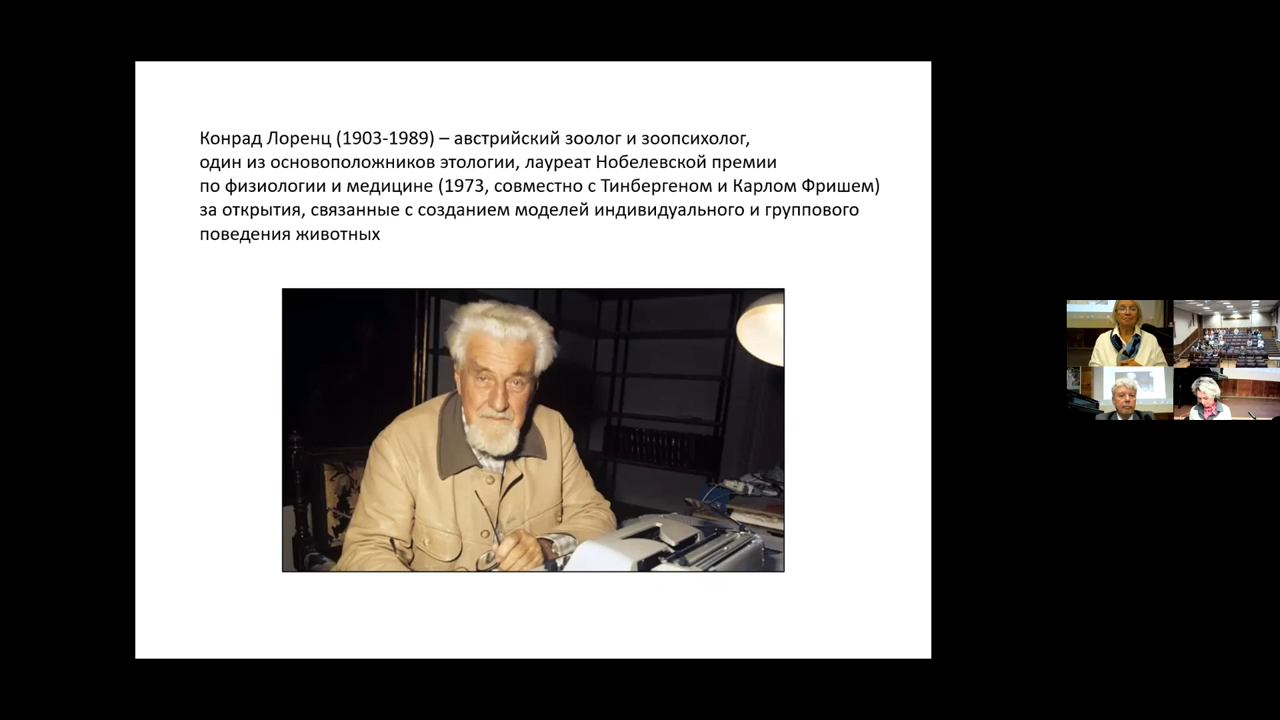 Конрад Лоренц (1903-1989) – австрийский зоолог и зоопсихолог,
один из основоположников этологии, лауреат Нобелевской премии
по физиологии и медицине (1973, совместно с Тинбергеном и Карлом Фришем)
за открытия, связанные с созданием моделей индивидуального и группового
поведения животных